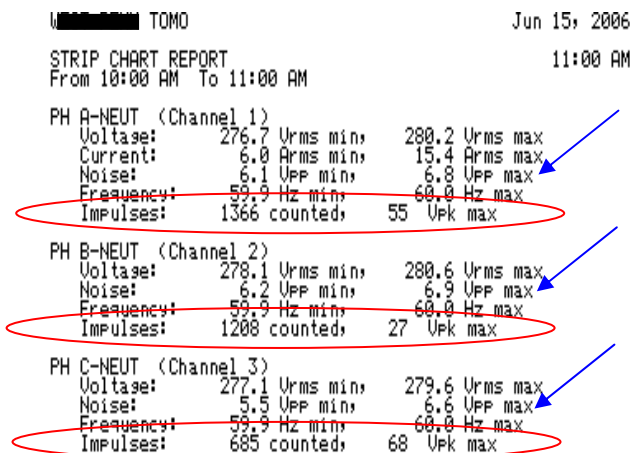 TOMO Jun 15, 2006
STRIP CHART REPORT 11:00 AM
From 10:00 AM To 11:00 AM
PH A-NEUT (Channel 1)
Voltage: 276.7 Vrms min, 280.2 Vrms max
Current: 6.0 Arms min, 15.4 Arms max
Noise: 6.1 Vpp min, 6.8 Vpp max
Frequency: 59.9 Hz min, 60.0 Hz max
Impulses: 1366 counted, 55 Vpk max
PH B-NEUT (Channel 2)
Voltage: 278.1 Vrms min, 280.6 Vrms max
Noise: 6.2 Vpp min, 6.9 Vpp max
Frequency: 59.9 Hz min, 60.0 Hz max
Impulses: 1208 counted, 27 Vpk max
PH C-NEUT (Channel 3)
Voltage: 277.1 Vrms min, 279.6 Vrms max
Noise: 5.5 Vpp min, 6.6 Vpp max
Frequency: 59.9 Hz min, 60.0 Hz max
Impulses: 685 counted, 68 Vpk max